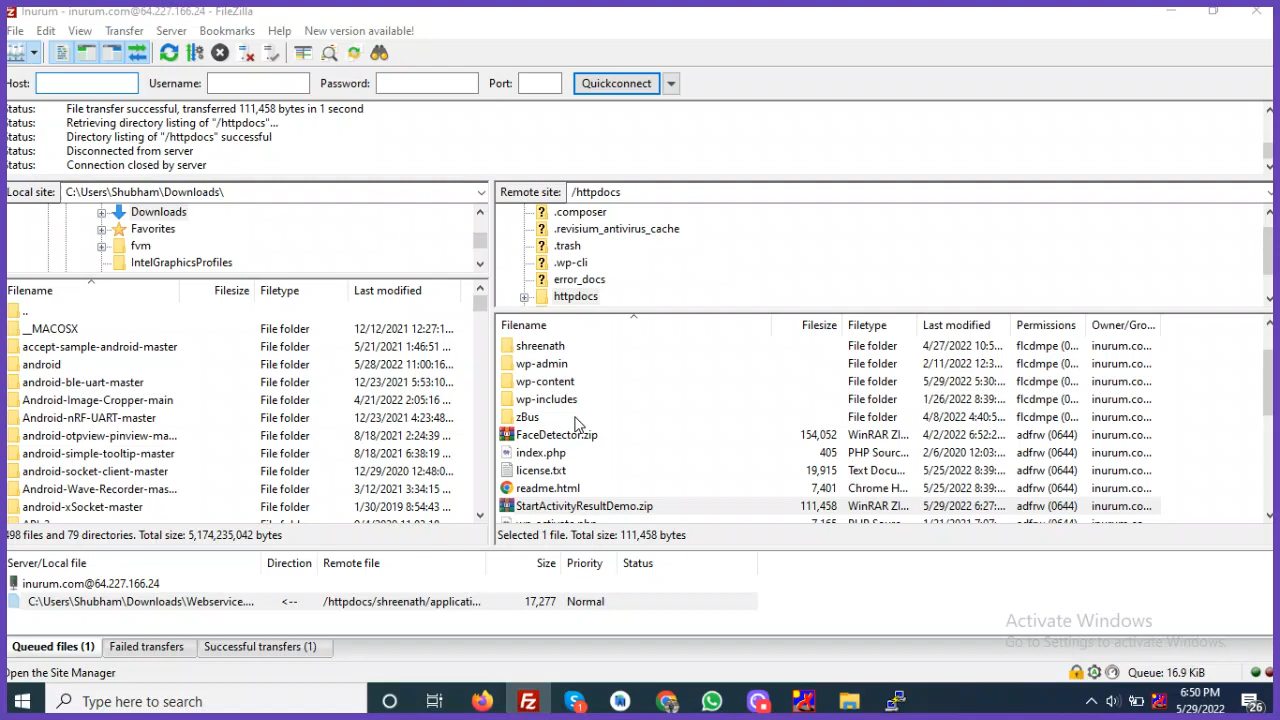 Inurum - inurum.com@64.227.166.24 - FileZilla
File Edit View Transfer Server Bookmarks Help New version available!
Host: Username: Password: Port: Quickconnect
Status: File transfer successful, transferred 111,458 bytes in 1 second
Status: Retrieving directory listing of "/httpdocs"...
Status: Directory listing of "/httpdocs" successful
Status: Disconnected from server
Status: Connection closed by server
Local site: C:\Users\Shubham\Downloads\
Downloads
Favorites
fvm
IntelGraphicsProfiles
Filename Filesize Filetype Last modified
..
__MACOSX File folder 12/12/2021 12:27:1...
accept-sample-android-master File folder 5/21/2021 1:46:51 ...
android File folder 5/28/2022 11:00:16...
android-ble-uart-master File folder 12/23/2021 5:53:10...
Android-Image-Cropper-main File folder 4/21/2022 2:05:16 ...
Android-nRF-UART-master File folder 12/23/2021 4:23:48...
android-otpview-pinview-ma... File folder 8/18/2021 2:24:39 ...
android-simple-tooltip-master File folder 8/18/2021 6:38:19 ...
android-socket-client-master File folder 12/29/2020 12:48:0...
Android-Wave-Recorder-mas... File folder 3/12/2021 3:34:15 ...
android-xSocket-master File folder 1/30/2019 8:54:43 ...
498 files and 79 directories. Total size: 5,174,235,042 bytes
Remote site: /httpdocs
.composer
.revisium_antivirus_cache
.trash
.wp-cli
error_docs
httpdocs
Filename Filesize Filetype Last modified Permissions Owner/Gro...
shreenath File folder 4/27/2022 10:5... flcdmpe (0... inurum.co...
wp-admin File folder 2/11/2022 3:36... flcdmpe (0... inurum.co...
wp-content File folder 5/29/2022 5:30:... flcdmpe (0... inurum.co...
wp-includes File folder 1/26/2022 8:39:... flcdmpe (0... inurum.co...
zBus File folder 4/8/2022 4:40:5... flcdmpe (0... inurum.co...
FaceDetector.zip 154,052 WinRAR ZI... 4/2/2022 6:52:2... adfrw (0644) inurum.co...
index.php 405 PHP Sourc... 2/6/2020 12:03:... adfrw (0644) inurum.co...
license.txt 19,915 Text Docu... 5/25/2022 8:39:... adfrw (0644) inurum.co...
readme.html 7,401 Chrome H... 5/25/2022 8:39:... adfrw (0644) inurum.co...
StartActivityResultDemo.zip 111,458 WinRAR ZI... 5/29/2022 6:27:... adfrw (0644) inurum.co...
Selected 1 file. Total size: 111,458 bytes
Server/Local file Direction Remote file Size Priority Status
inurum.com@64.227.166.24
C:\Users\Shubham\Downloads\Webservice.... <-- /httpdocs/shreenath/applicati... 17,277 Normal
Activate Windows
Go to Settings to activate Windows.
Queued files (1) Failed transfers Successful transfers (1)
Open the Site Manager
Queue: 16.9 KiB
Type here to search
6:50 PM
5/29/2022
26